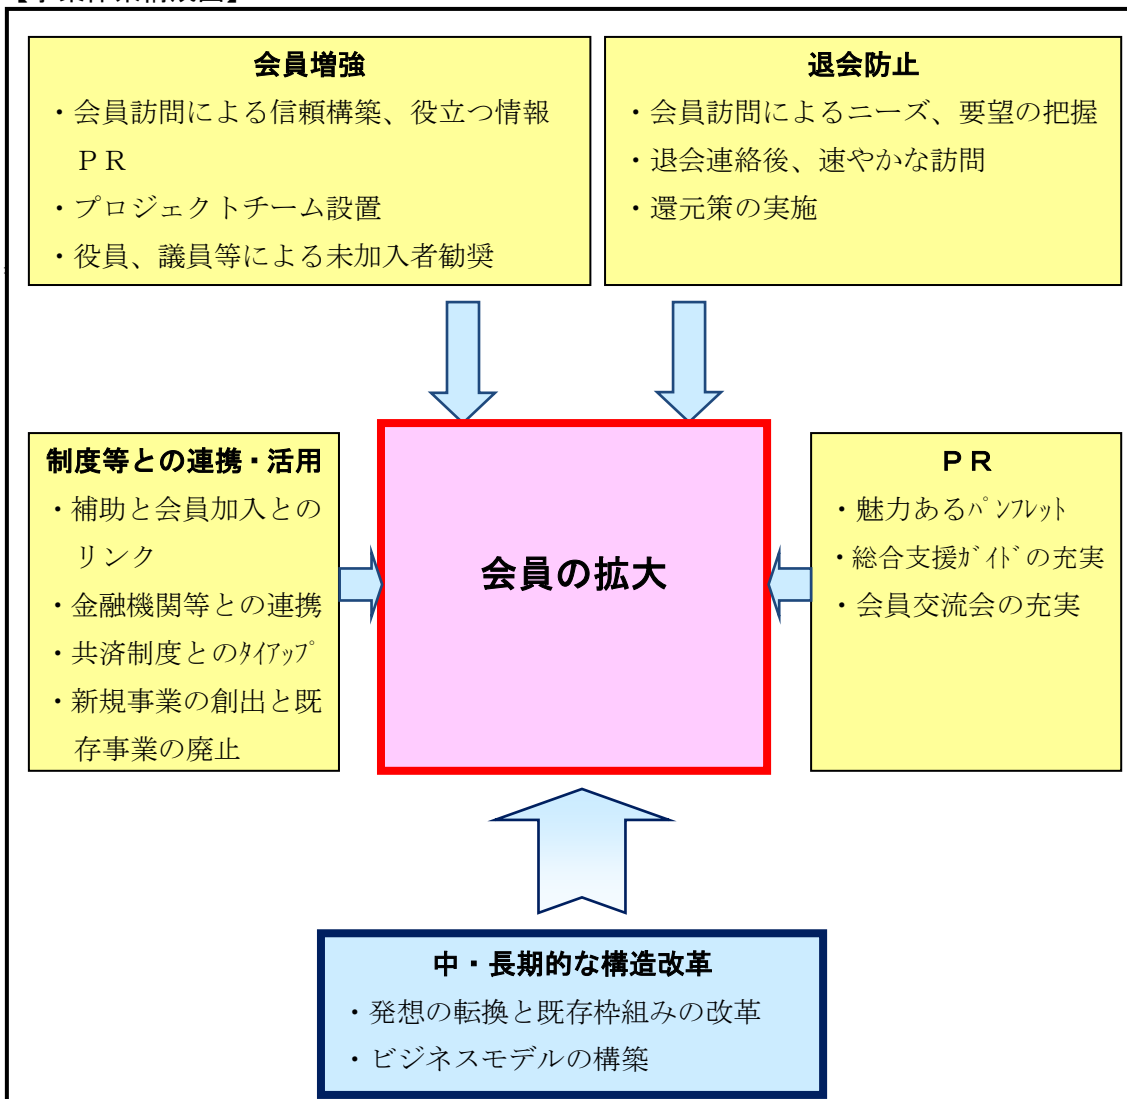 会員増強
・会員訪問による信頼構築、役立つ情報
ＰＲ
・プロジェクトチーム設置
・役員、議員等による未加入者勧奨
退会防止
・会員訪問によるニーズ、要望の把握
・退会連絡後、速やかな訪問
・還元策の実施
制度等との連携・活用
・補助と会員加入との
リンク
・金融機関等との連携
・共済制度とのﾀｲｱｯﾌﾟ
・新規事業の創出と既
存事業の廃止
会員の拡大
ＰＲ
・魅力あるﾊﾟﾝﾌﾚｯﾄ
・総合支援ｶﾞｲﾄﾞの充実
・会員交流会の充実
中・長期的な構造改革
・発想の転換と既存枠組みの改革
・ビジネスモデルの構築